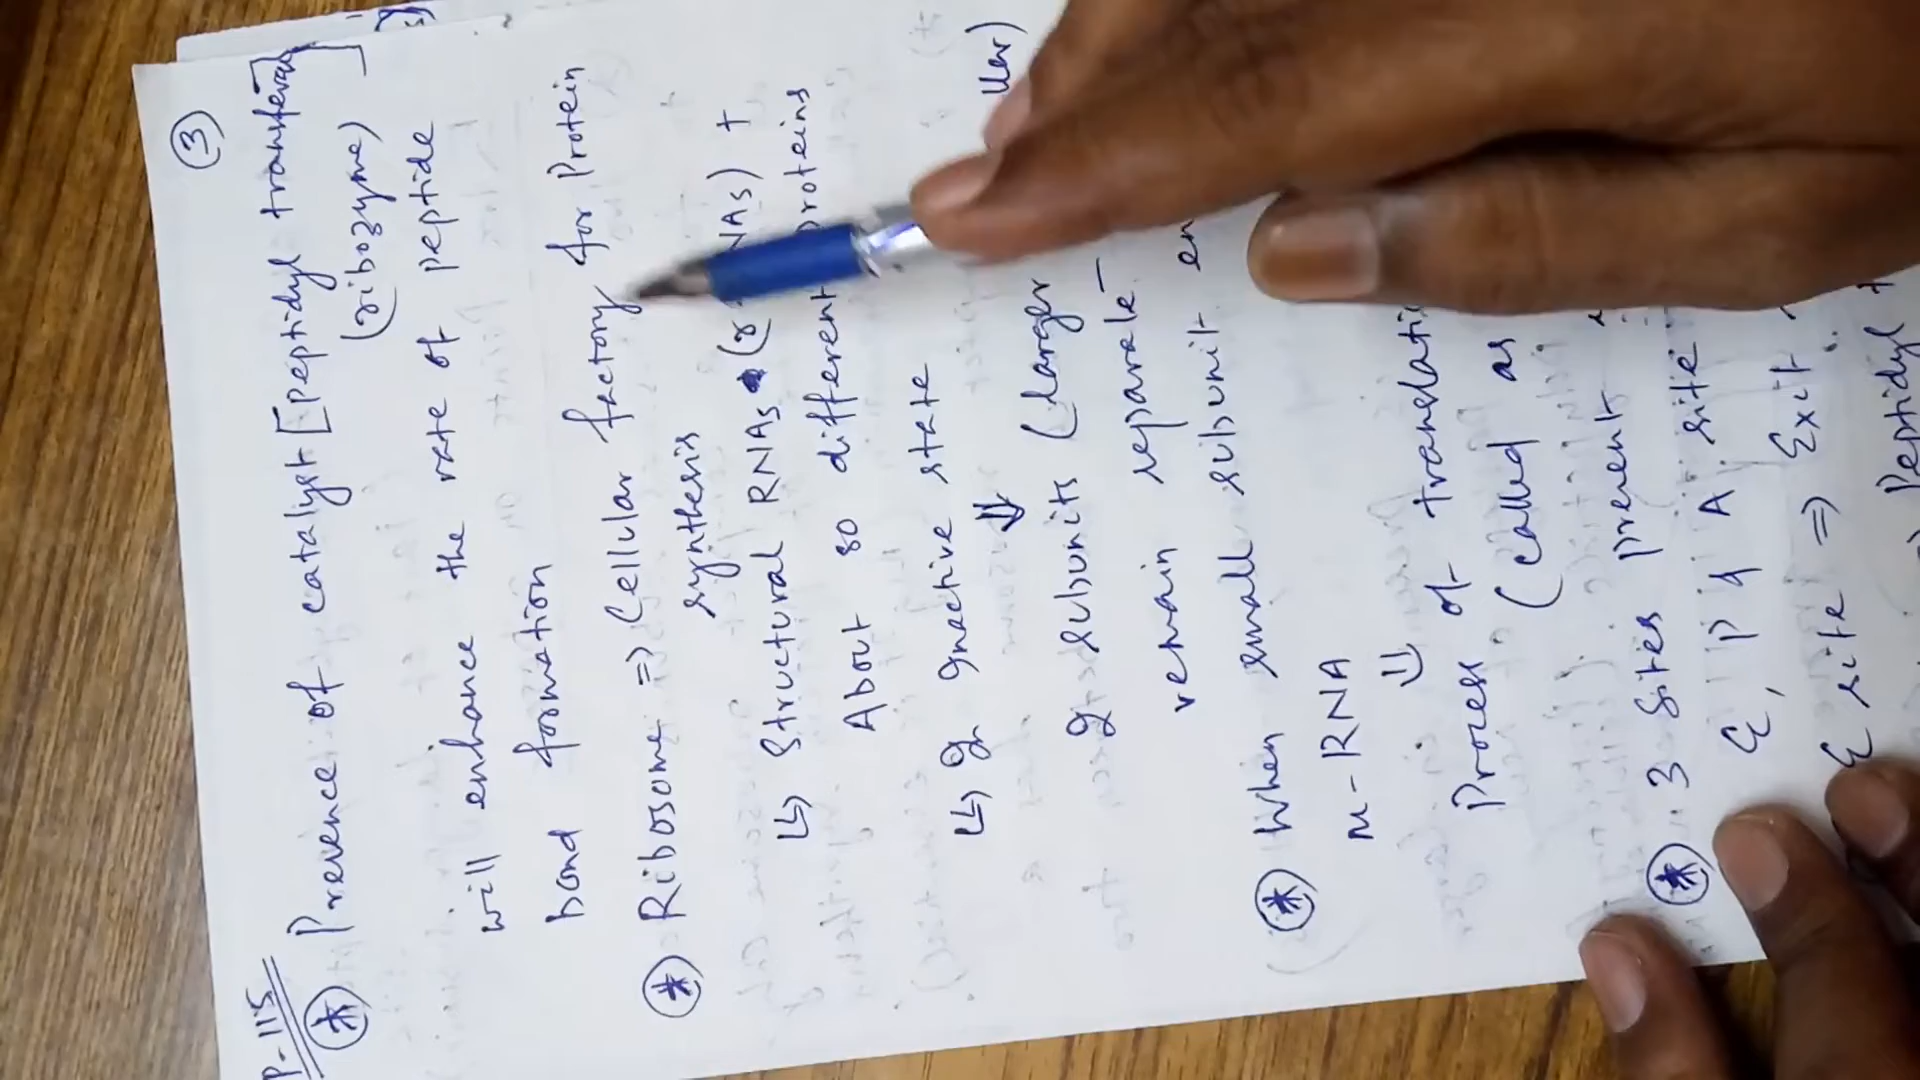 P-115
③
Presence of catalyst [Peptidyl transferase]
(ribozyme)
will enhance the rate of peptide
bond formation
Ribosome ⇒ Cellular factory for Protein
synthesis
↳ Structural RNAs (r NAs) +
About 80 different proteins
↳ In inactive state
⇓
2 subunits (Larger
remain separate
When small subunit en
m-RNA
⇓
Process of translati
(called as
3 Sites present
E, P & A site
E site ⇒ Exit
Peptidyl